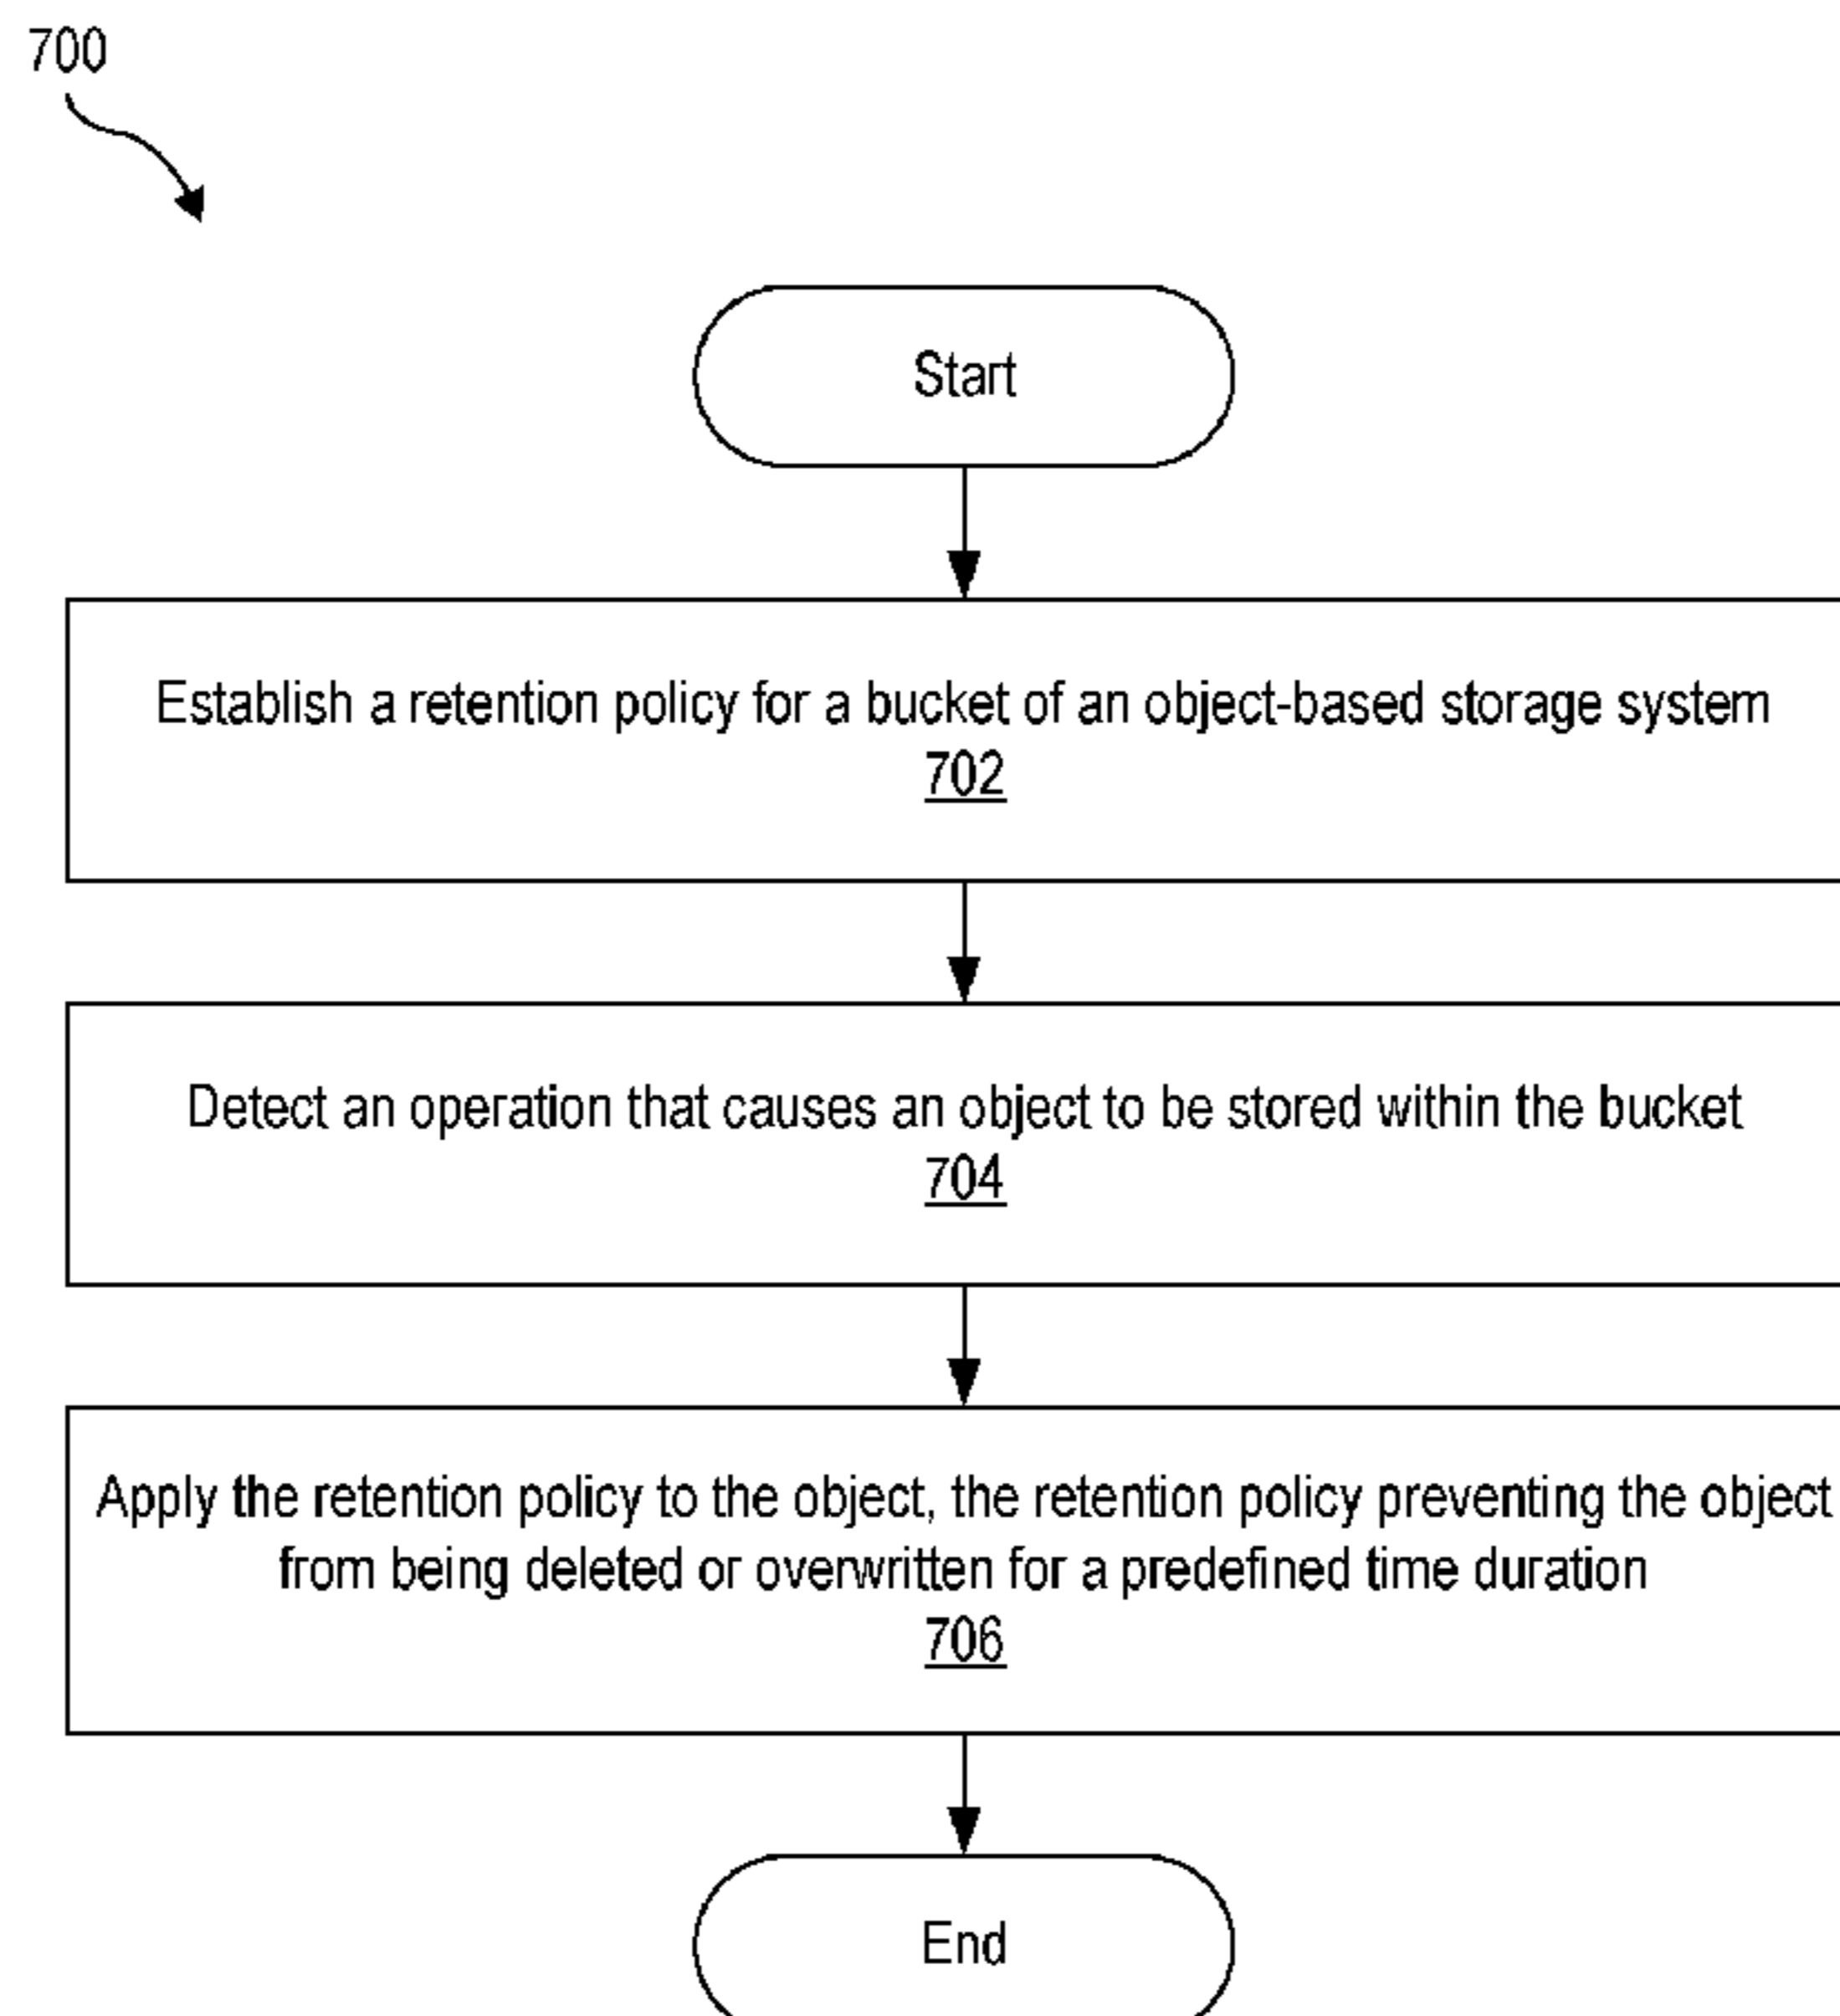 700
Start
Establish a retention policy for a bucket of an object-based storage system
702
Detect an operation that causes an object to be stored within the bucket
704
Apply the retention policy to the object, the retention policy preventing the object
from being deleted or overwritten for a predefined time duration
706
End